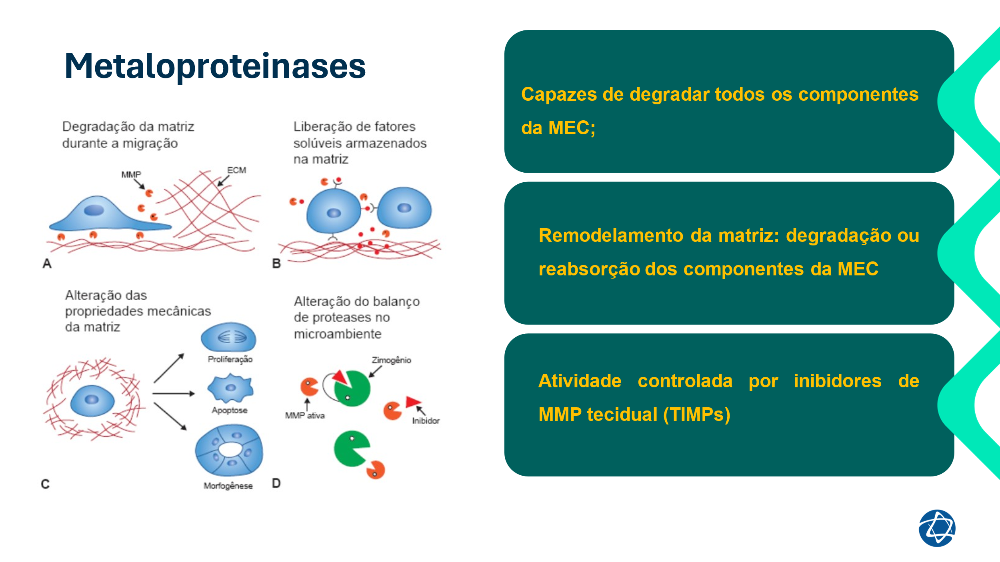 Metaloproteinases
Degradação da matriz
durante a migração
MMP
ECM
A
Liberação de fatores
solúveis armazenados
na matriz
B
Alteração das
propriedades mecânicas
da matriz
Proliferação
Apoptose
Morfogênese
C
Alteração do balanço
de proteases no
microambiente
Zimogênio
MMP ativa
Inibidor
D
Capazes de degradar todos os componentes
da MEC;
Remodelamento da matriz: degradação ou
reabsorção dos componentes da MEC
Atividade controlada por inibidores de
MMP tecidual (TIMPs)